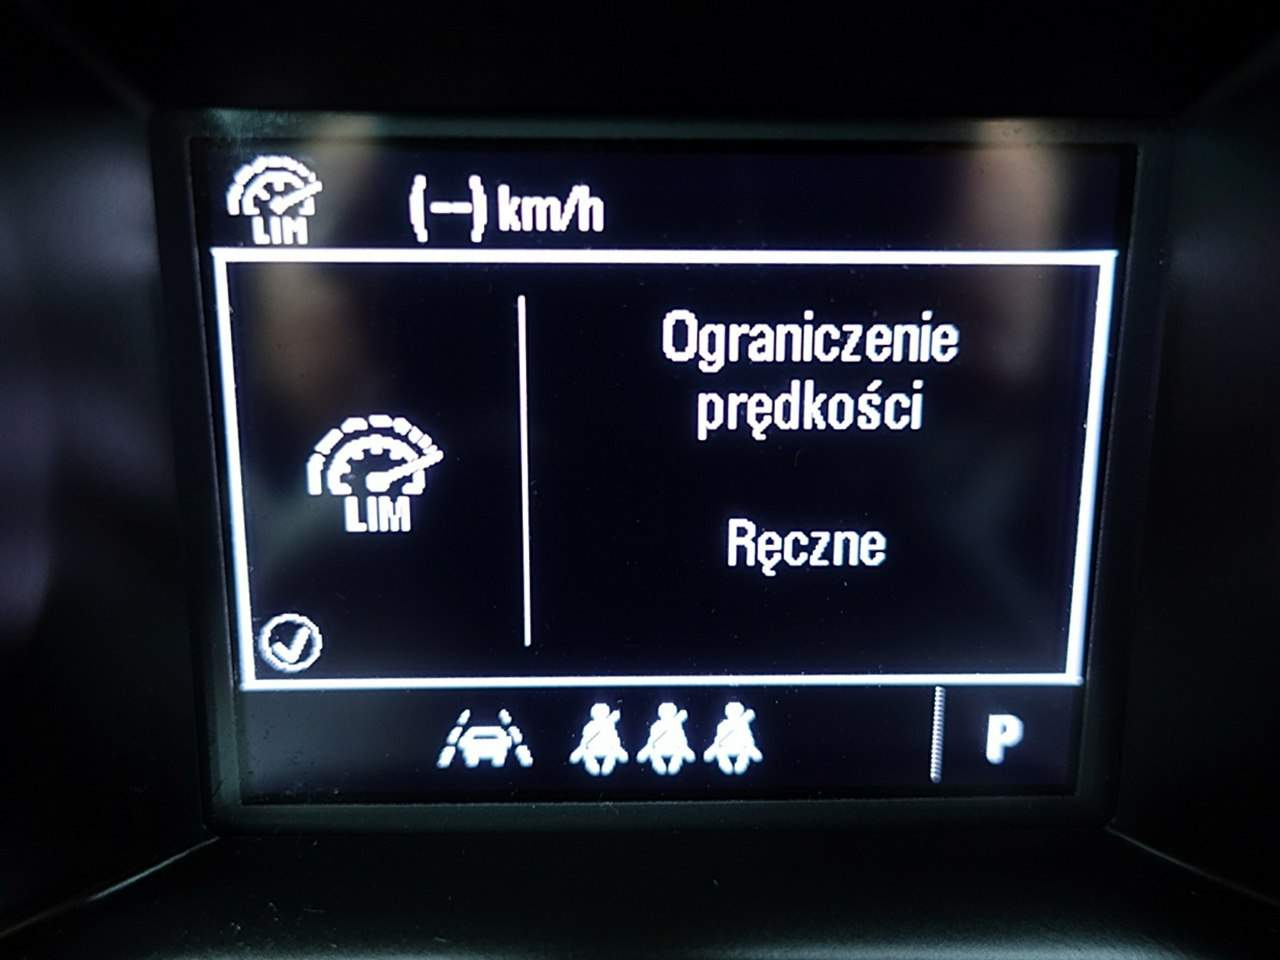 LIM (--) km/h
Ograniczenie
prędkości
LIM
Ręczne
P